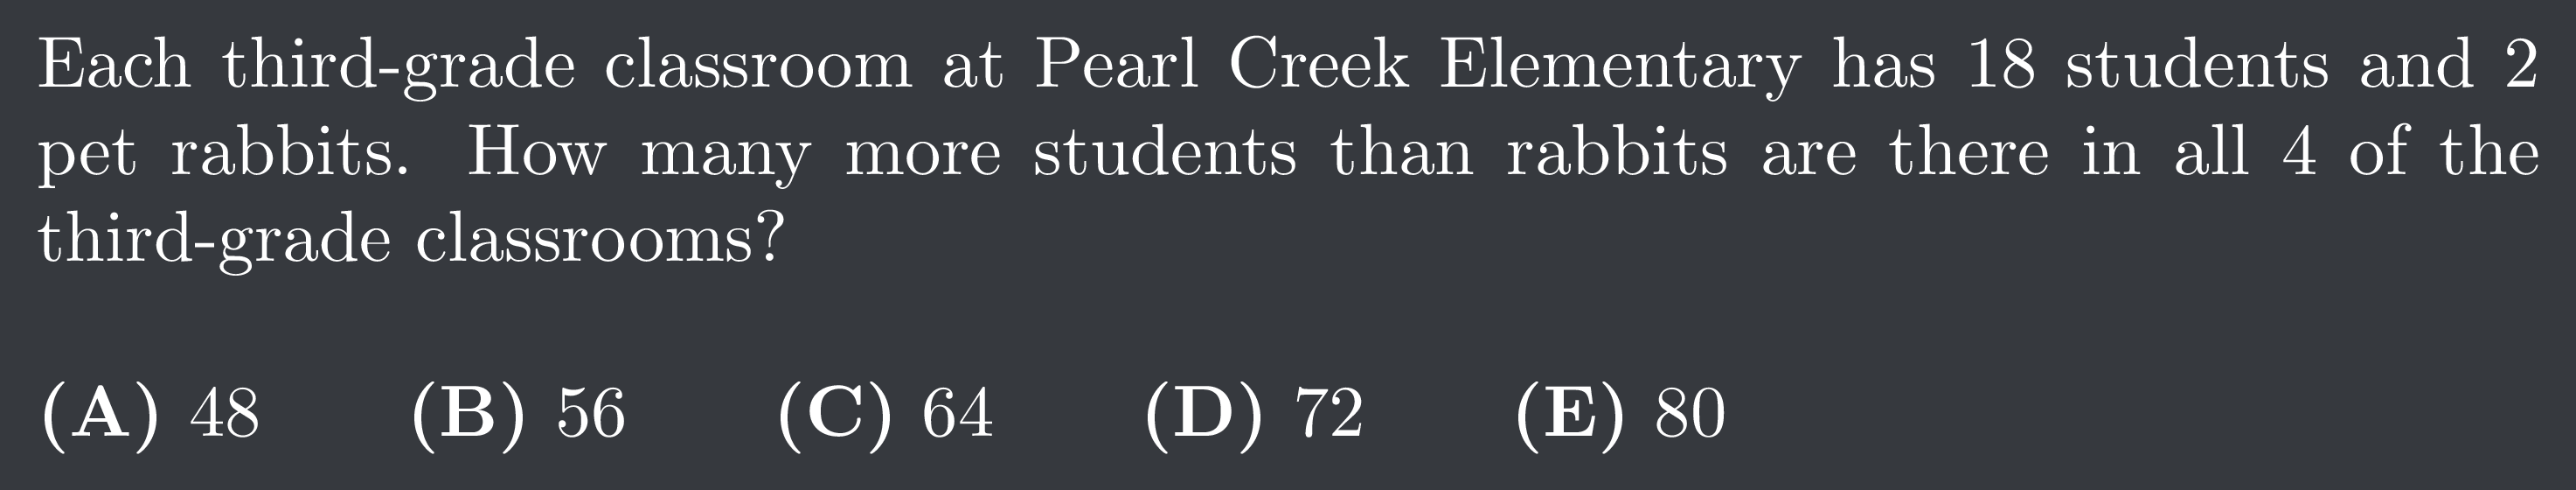 Each third-grade classroom at Pearl Creek Elementary has 18 students and 2
pet rabbits. How many more students than rabbits are there in all 4 of the
third-grade classrooms?
(A) 48 (B) 56 (C) 64 (D) 72 (E) 80